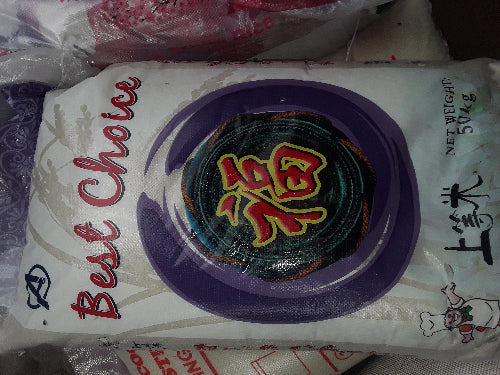 Best Choice
福
NET WEIGHT:
50kg
上等米